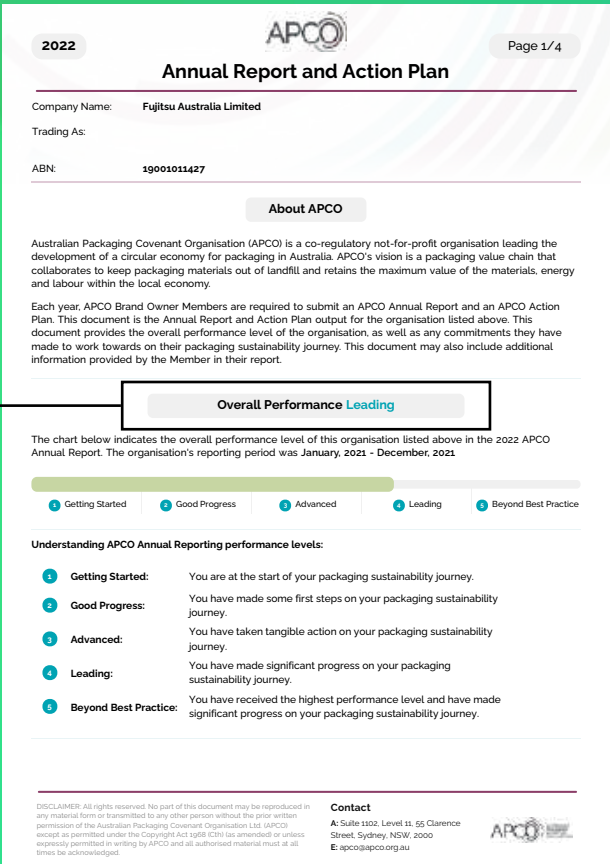 APCO
2022
Page 1/4
Annual Report and Action Plan
Company Name: Fujitsu Australia Limited
Trading As:
ABN: 19001011427
About APCO
Australian Packaging Covenant Organisation (APCO) is a co-regulatory not-for-profit organisation leading the
development of a circular economy for packaging in Australia. APCO's vision is a packaging value chain that
collaborates to keep packaging materials out of landfill and retains the maximum value of the materials, energy
and labour within the local economy.
Each year, APCO Brand Owner Members are required to submit an APCO Annual Report and an APCO Action
Plan. This document is the Annual Report and Action Plan output for the organisation listed above. This
document provides the overall performance level of the organisation, as well as any commitments they have
made to work towards on their packaging sustainability journey. This document may also include additional
information provided by the Member in their report.
Overall Performance Leading
The chart below indicates the overall performance level of this organisation listed above in the 2022 APCO
Annual Report. The organisation's reporting period was January, 2021 - December, 2021
1 Getting Started 2 Good Progress 3 Advanced 4 Leading 5 Beyond Best Practice
Understanding APCO Annual Reporting performance levels:
1 Getting Started: You are at the start of your packaging sustainability journey.
2 Good Progress: You have made some first steps on your packaging sustainability
journey.
3 Advanced: You have taken tangible action on your packaging sustainability
journey.
4 Leading: You have made significant progress on your packaging
sustainability journey.
5 Beyond Best Practice: You have received the highest performance level and have made
significant progress on your packaging sustainability journey.
DISCLAIMER: All rights reserved. No part of this document may be reproduced in
any material form or transmitted to any other person without the prior written
permission of the Australian Packaging Covenant Organisation Ltd. (APCO)
except as permitted under the Copyright Act 1968 (Cth) (as amended) or unless
expressly permitted in writing by APCO and all authorised material must at all
times be acknowledged.
Contact
A: Suite 1102, Level 11, 55 Clarence
Street, Sydney, NSW, 2000
E: apco@apco.org.au
APCO